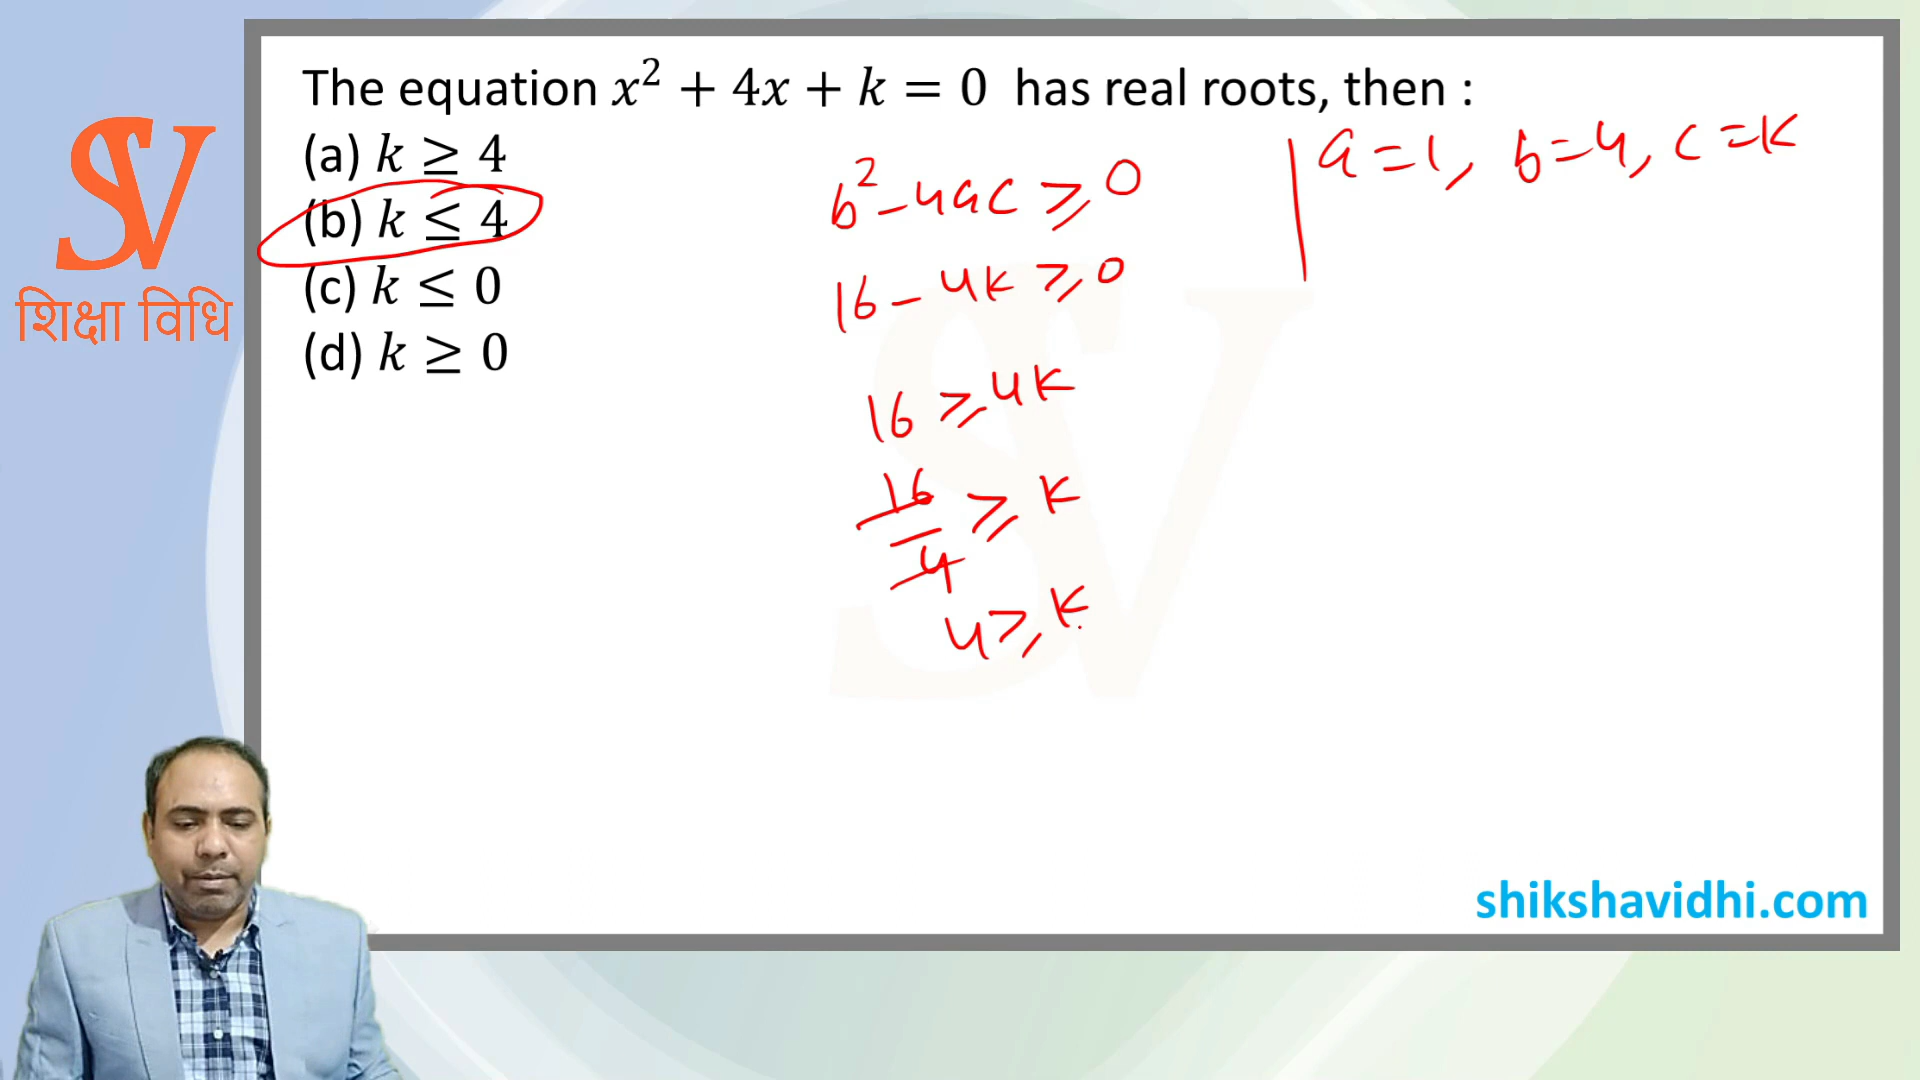 The equation x² + 4x + k = 0 has real roots, then :
(a) k ≥ 4
(b) k ≤ 4
(c) k ≤ 0
(d) k ≥ 0
b² - 4ac ≥ 0
16 - 4k ≥ 0
16 ≥ 4k
16/4 ≥ k
4 ≥ k
a = 1, b = 4, c = k
SV
शिक्षा विधि
SV
shikshavidhi.com